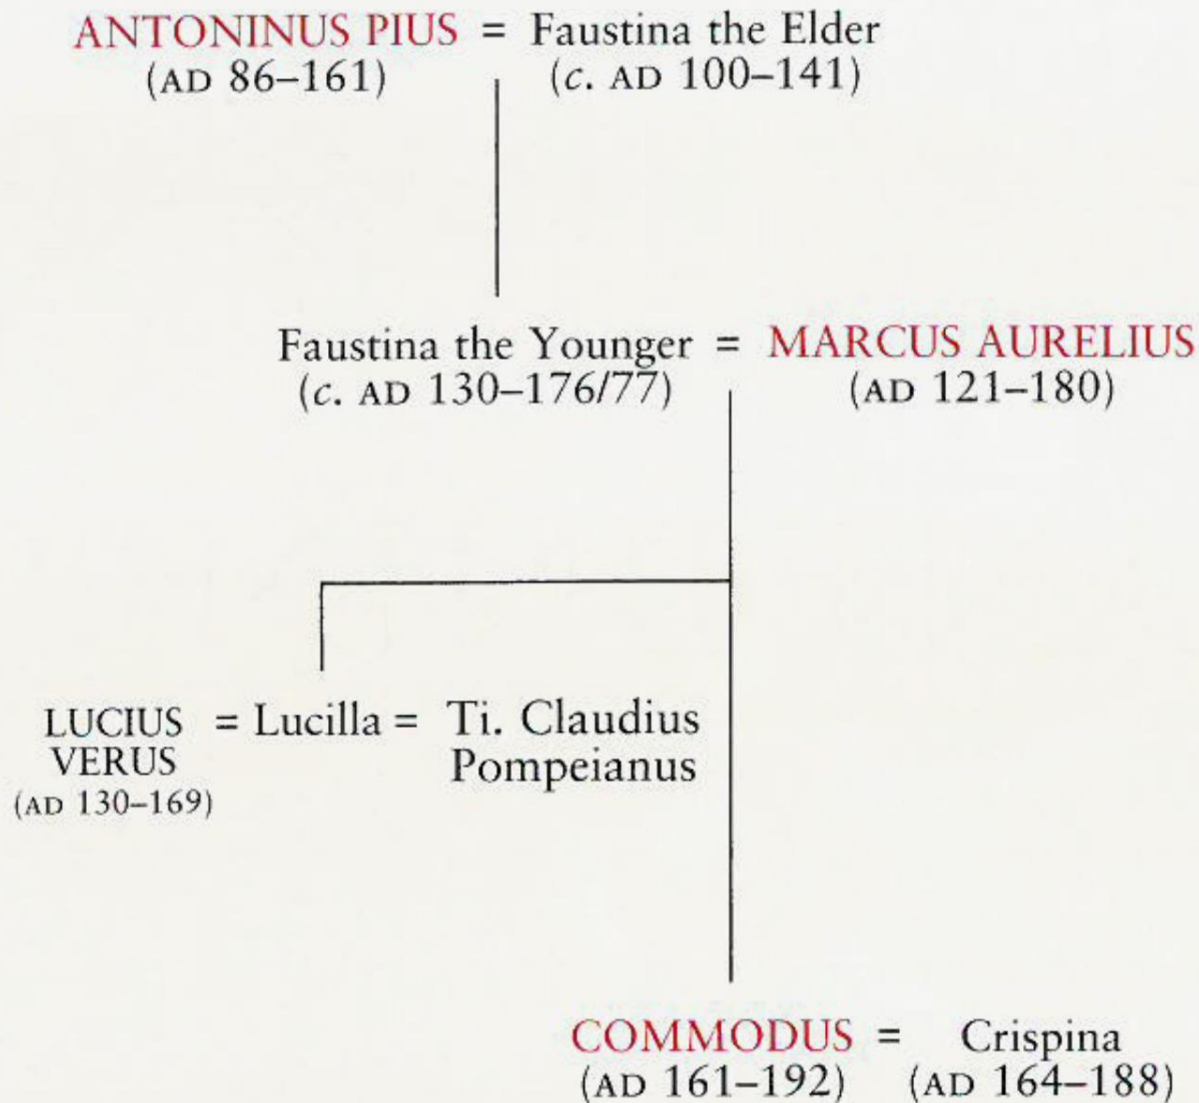 ANTONINUS PIUS = Faustina the Elder
(AD 86–161) (c. AD 100–141)
Faustina the Younger = MARCUS AURELIUS
(c. AD 130–176/77) (AD 121–180)
LUCIUS = Lucilla = Ti. Claudius
VERUS Pompeianus
(AD 130–169)
COMMODUS = Crispina
(AD 161–192) (AD 164–188)